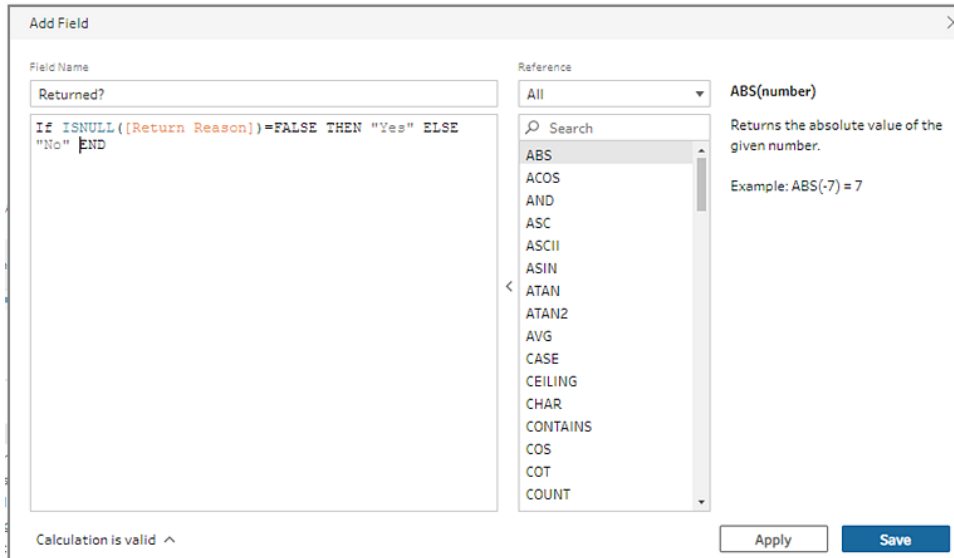 Add Field
Field Name
Returned?
If ISNULL([Return Reason])=FALSE THEN "Yes" ELSE
"No" END
Reference
All
Search
ABS
ACOS
AND
ASC
ASCII
ASIN
ATAN
ATAN2
AVG
CASE
CEILING
CHAR
CONTAINS
COS
COT
COUNT
ABS(number)
Returns the absolute value of the
given number.
Example: ABS(-7) = 7
Calculation is valid
Apply
Save